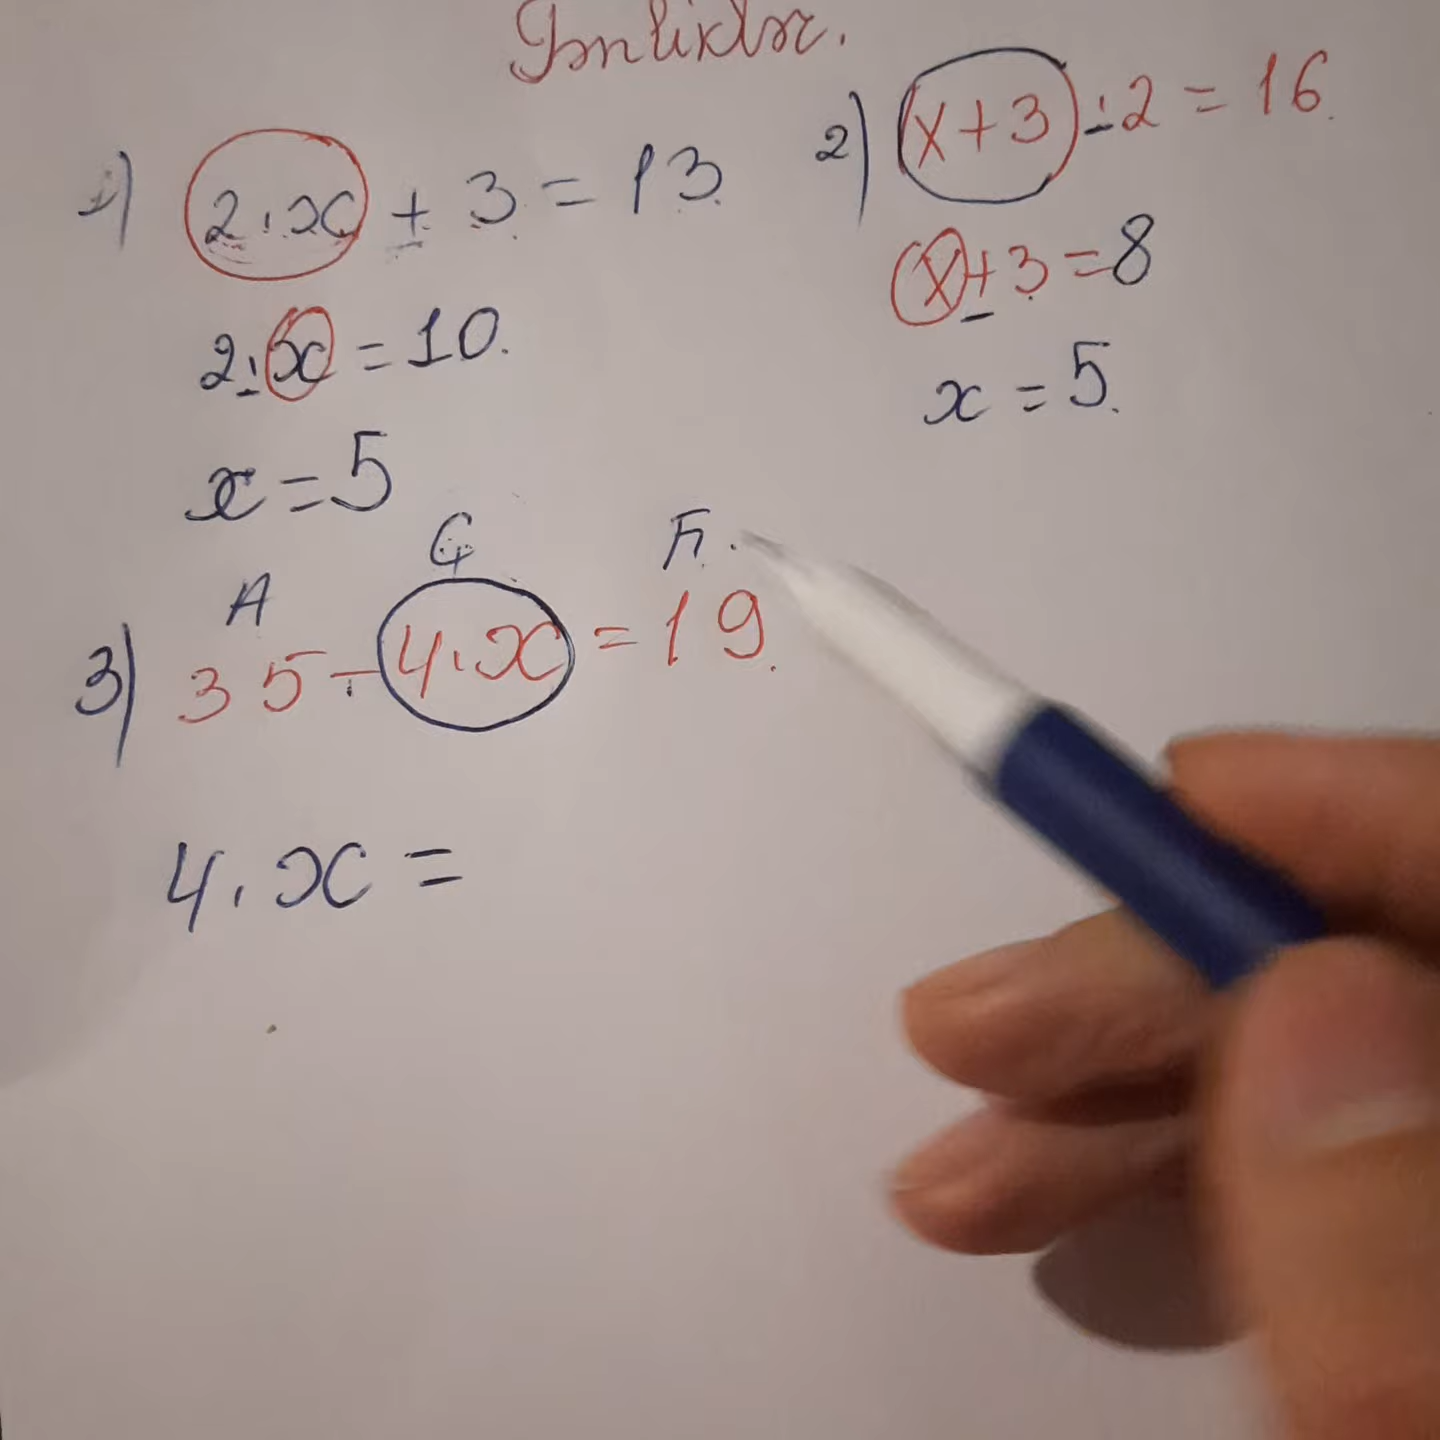 Tənliklər.
1) 2·x + 3 = 13.
2·x = 10.
x = 5
2) (x+3)·2 = 16.
x+3 = 8
x = 5.
A Ç F.
3) 35 - 4·x = 19.
4·x =